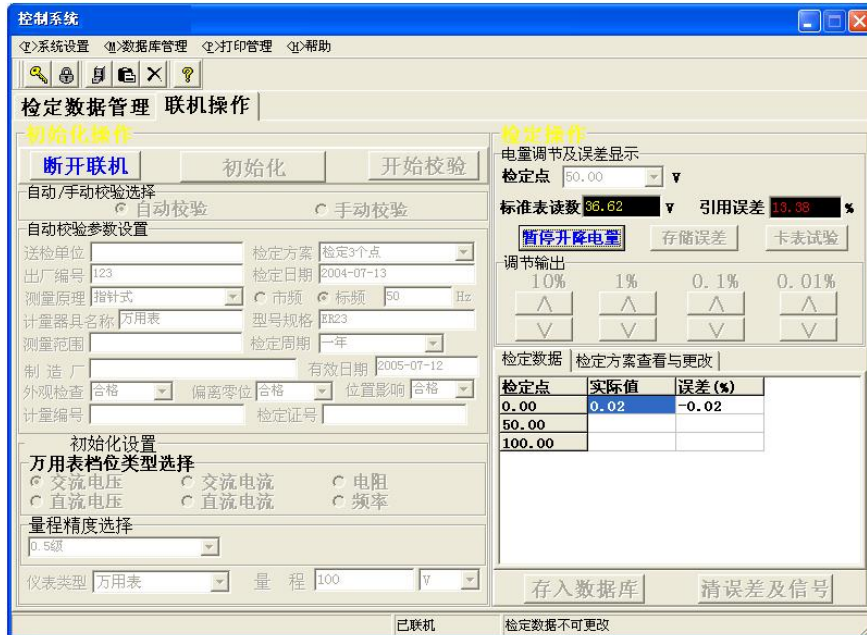 控制系统
<F>系统设置 <M>数据库管理 <P>打印管理 <H>帮助
检定数据管理 联机操作
初始化操作
断开联机 初始化 开始校验
自动/手动校验选择
自动校验 手动校验
自动校验参数设置
送检单位 检定方案 检定3个点
出厂编号 123 检定日期 2004-07-13
测量原理 指针式 市频 标频 50 Hz
计量器具名称 万用表 型号规格 ER23
测量范围 检定周期 一年
制造厂 有效日期 2005-07-12
外观检查 合格 偏离零位 合格 位置影响 合格
计量编号 检定证号
初始化设置
万用表档位类型选择
交流电压 交流电流 电阻
直流电压 直流电流 频率
量程精度选择
0.5级
仪表类型 万用表 量 程 100 V
检定操作
电量调节及误差显示
检定点 50.00 V
标准表读数 36.62 V 引用误差 13.38 %
暂停升降电量 存储误差 卡表试验
调节输出
10% 1% 0.1% 0.01%
检定数据 检定方案查看与更改
检定点 实际值 误差(%)
0.00 0.02 -0.02
50.00
100.00
存入数据库 清误差及信号
已联机 检定数据不可更改